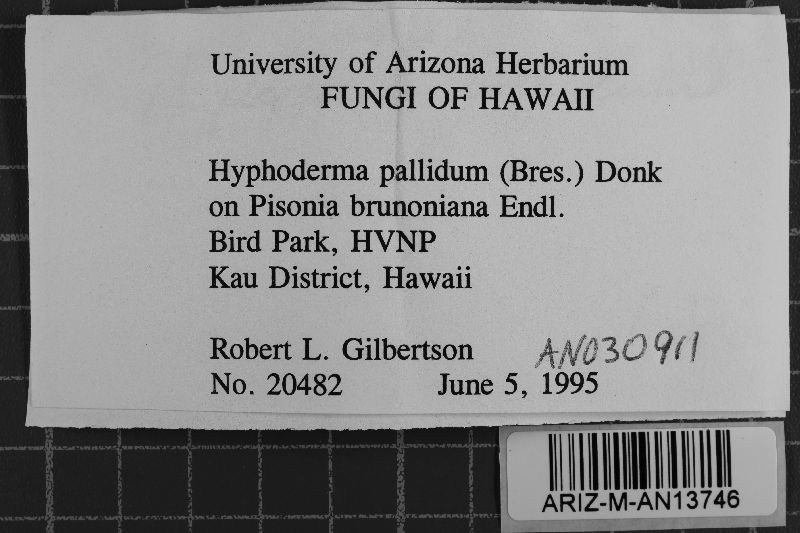 University of Arizona Herbarium
FUNGI OF HAWAII
Hyphoderma pallidum (Bres.) Donk
on Pisonia brunoniana Endl.
Bird Park, HVNP
Kau District, Hawaii
Robert L. Gilbertson AN030911
No. 20482 June 5, 1995
ARIZ-M-AN13746